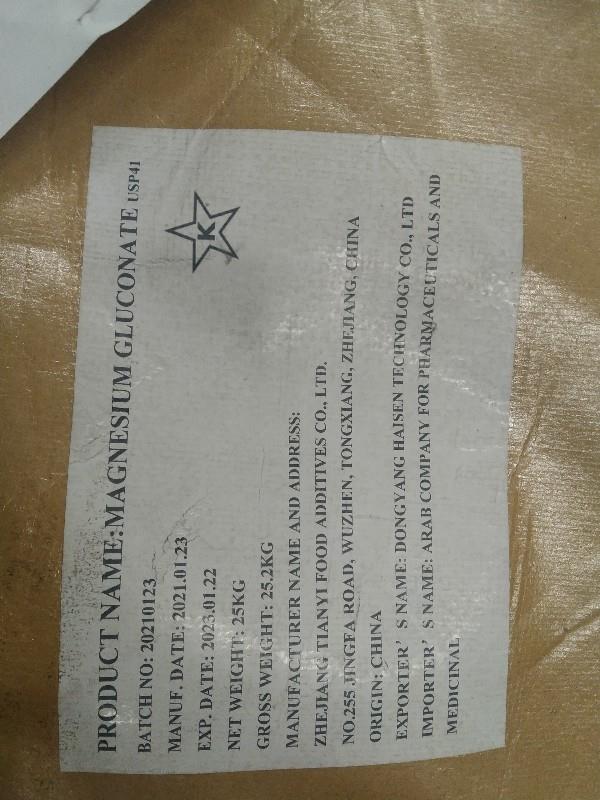 PRODUCT NAME:MAGNESIUM GLUCONATE USP41
K
BATCH NO: 20210123
MANUF. DATE: 2021.01.23
EXP. DATE: 2023.01.22
NET WEIGHT: 25KG
GROSS WEIGHT: 25.2KG
MANUFACTURER NAME AND ADDRESS:
ZHEJIANG TIANYI FOOD ADDITIVES CO., LTD.
NO.255 JINGFA ROAD, WUZHEN, TONGXIANG, ZHEJIANG, CHINA
ORIGIN: CHINA
EXPORTER'S NAME: DONGYANG HAISEN TECHNOLOGY CO., LTD
IMPORTER'S NAME: ARAB COMPANY FOR PHARMACEUTICALS AND
MEDICINAL